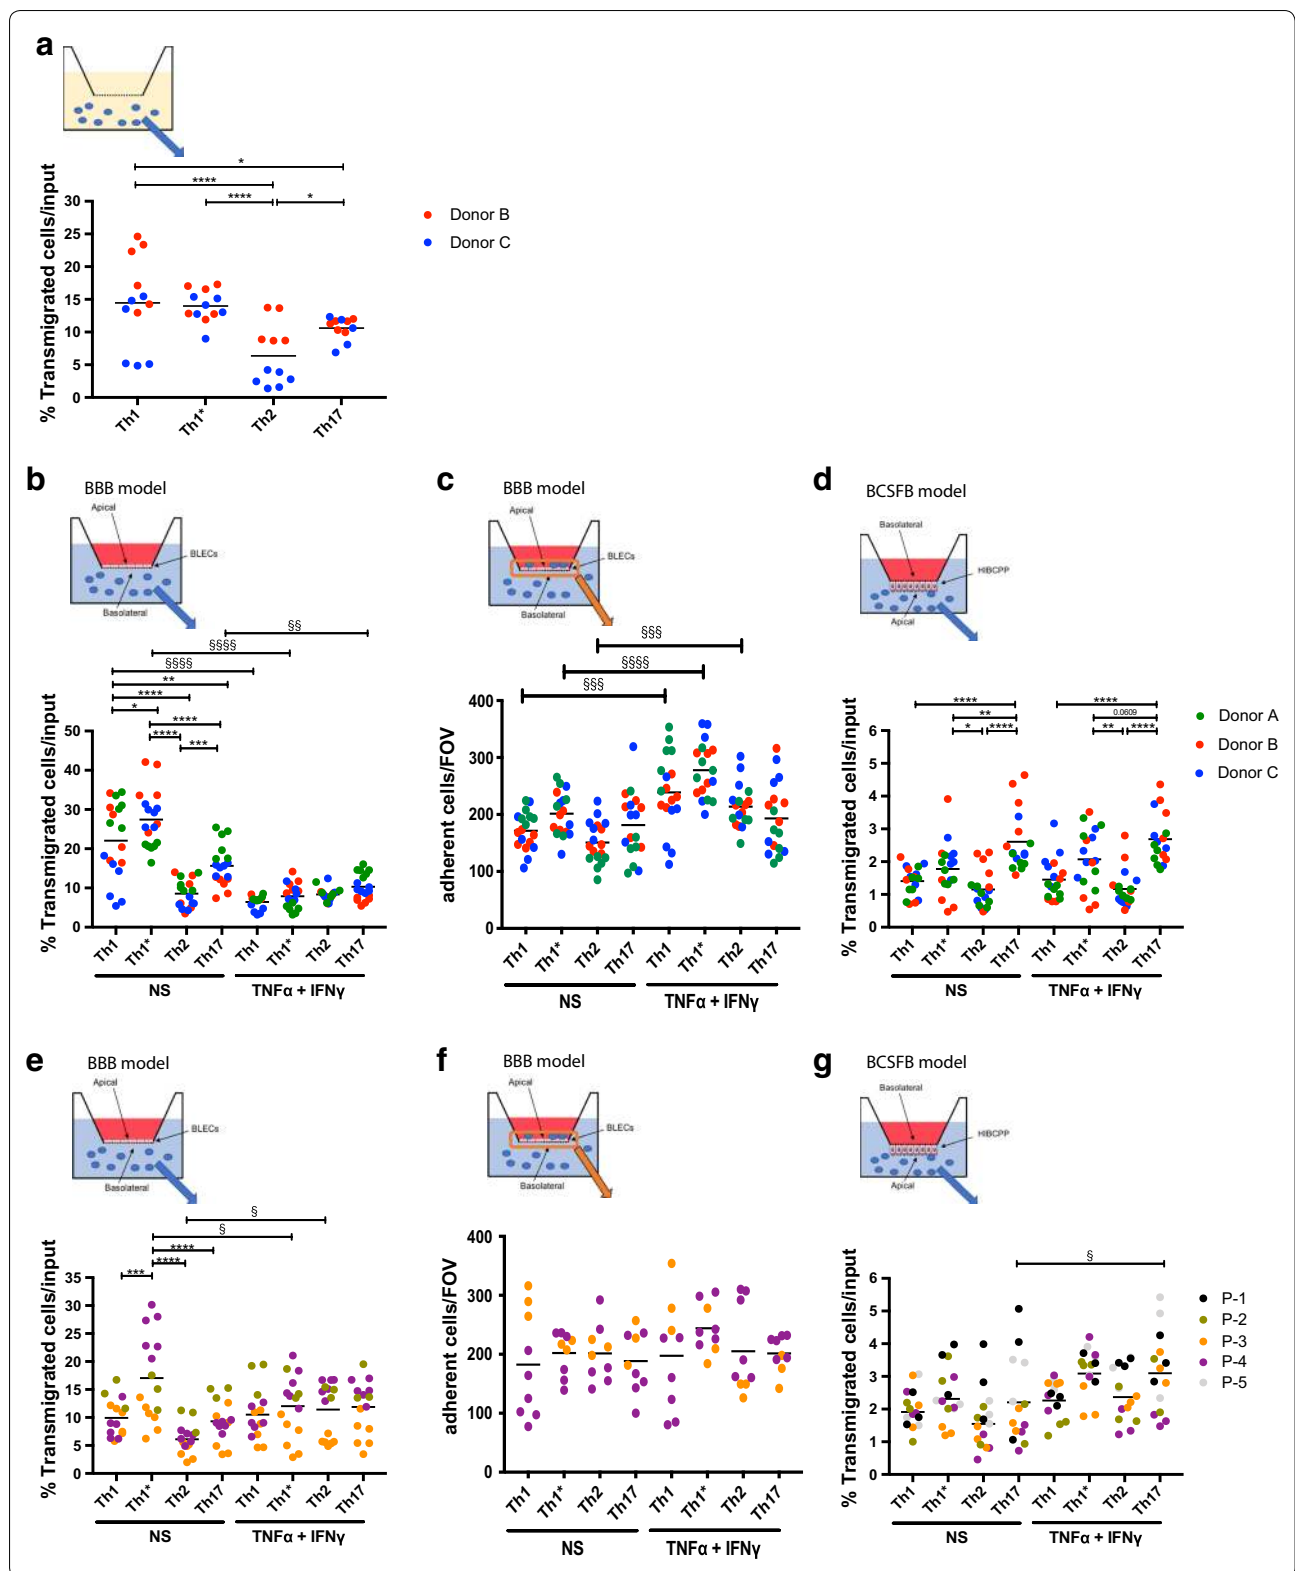 a
*
****
**** *
% Transmigrated cells/input
30
25
20
15
10
5
0
Th1 Th1* Th2 Th17
Donor B
Donor C
b
BBB model
Apical
BLECs
Basolateral
§§
§§§§
§§§§
**
****
* ****
**** ***
% Transmigrated cells/input
50
40
30
20
10
0
Th1 Th1* Th2 Th17 Th1 Th1* Th2 Th17
NS TNFα + IFNγ
c
BBB model
Apical
BLECs
Basolateral
§§§
§§§§
§§§
adherent cells/FOV
400
300
200
100
0
Th1 Th1* Th2 Th17 Th1 Th1* Th2 Th17
NS TNFα + IFNγ
d
BCSFB model
Basolateral
HIBCPP
Apical
**** ****
** 0.0609
* **** ** ****
% Transmigrated cells/input
6
5
4
3
2
1
0
Th1 Th1* Th2 Th17 Th1 Th1* Th2 Th17
NS TNFα + IFNγ
Donor A
Donor B
Donor C
e
BBB model
Apical
BLECs
Basolateral
§
§
****
****
***
% Transmigrated cells/input
35
30
25
20
15
10
5
0
Th1 Th1* Th2 Th17 Th1 Th1* Th2 Th17
NS TNFα + IFNγ
f
BBB model
Apical
BLECs
Basolateral
adherent cells/FOV
400
300
200
100
0
Th1 Th1* Th2 Th17 Th1 Th1* Th2 Th17
NS TNFα + IFNγ
g
BCSFB model
Basolateral
HIBCPP
Apical
§
% Transmigrated cells/input
6
5
4
3
2
1
0
Th1 Th1* Th2 Th17 Th1 Th1* Th2 Th17
NS TNFα + IFNγ
P-1
P-2
P-3
P-4
P-5